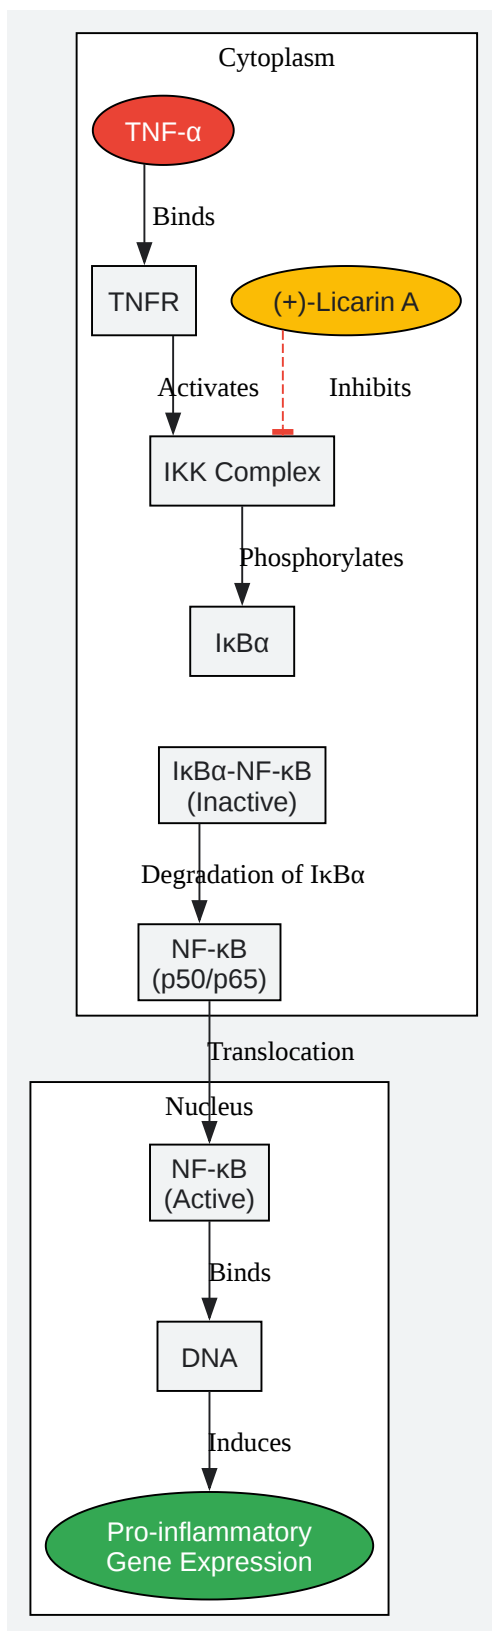 Cytoplasm
TNF-α
Binds
TNFR
(+)-Licarin A
Activates
Inhibits
IKK Complex
Phosphorylates
IκBα
IκBα-NF-κB
(Inactive)
Degradation of IκBα
NF-κB
(p50/p65)
Translocation
Nucleus
NF-κB
(Active)
Binds
DNA
Induces
Pro-inflammatory
Gene Expression